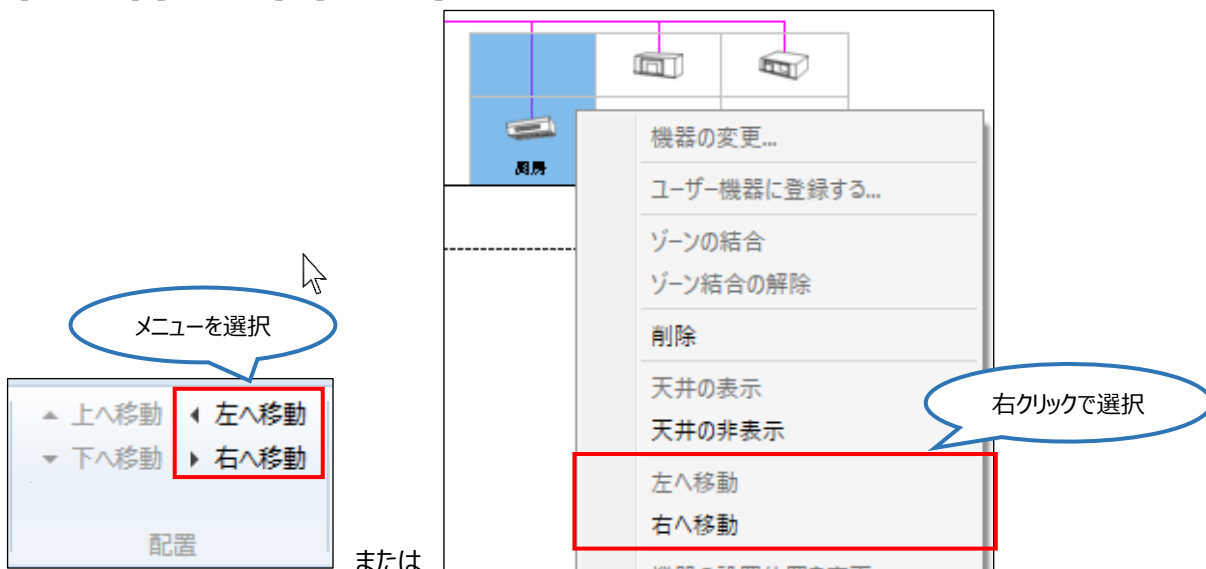 厨房
機器の変更...
ユーザー機器に登録する...
ゾーンの結合
ゾーン結合の解除
削除
天井の表示
天井の非表示
左へ移動
右へ移動
右クリックで選択
メニューを選択
上へ移動
左へ移動
下へ移動
右へ移動
配置
または